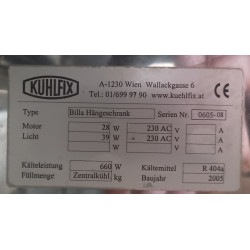 KUHLFIX
A-1230 Wien Wallackgasse 6
Tel. 01/699 97 90 www.kuehlfix.at
CE
Type Billa Hängeschrank Serien Nr. 0605-08
Motor 28 W 230 AC V A
Licht 39 W + 230 AC V A
V A
Kälteleistung 660 W Kältemittel R 404a
Füllmenge Zentralkühl kg Baujahr 2005